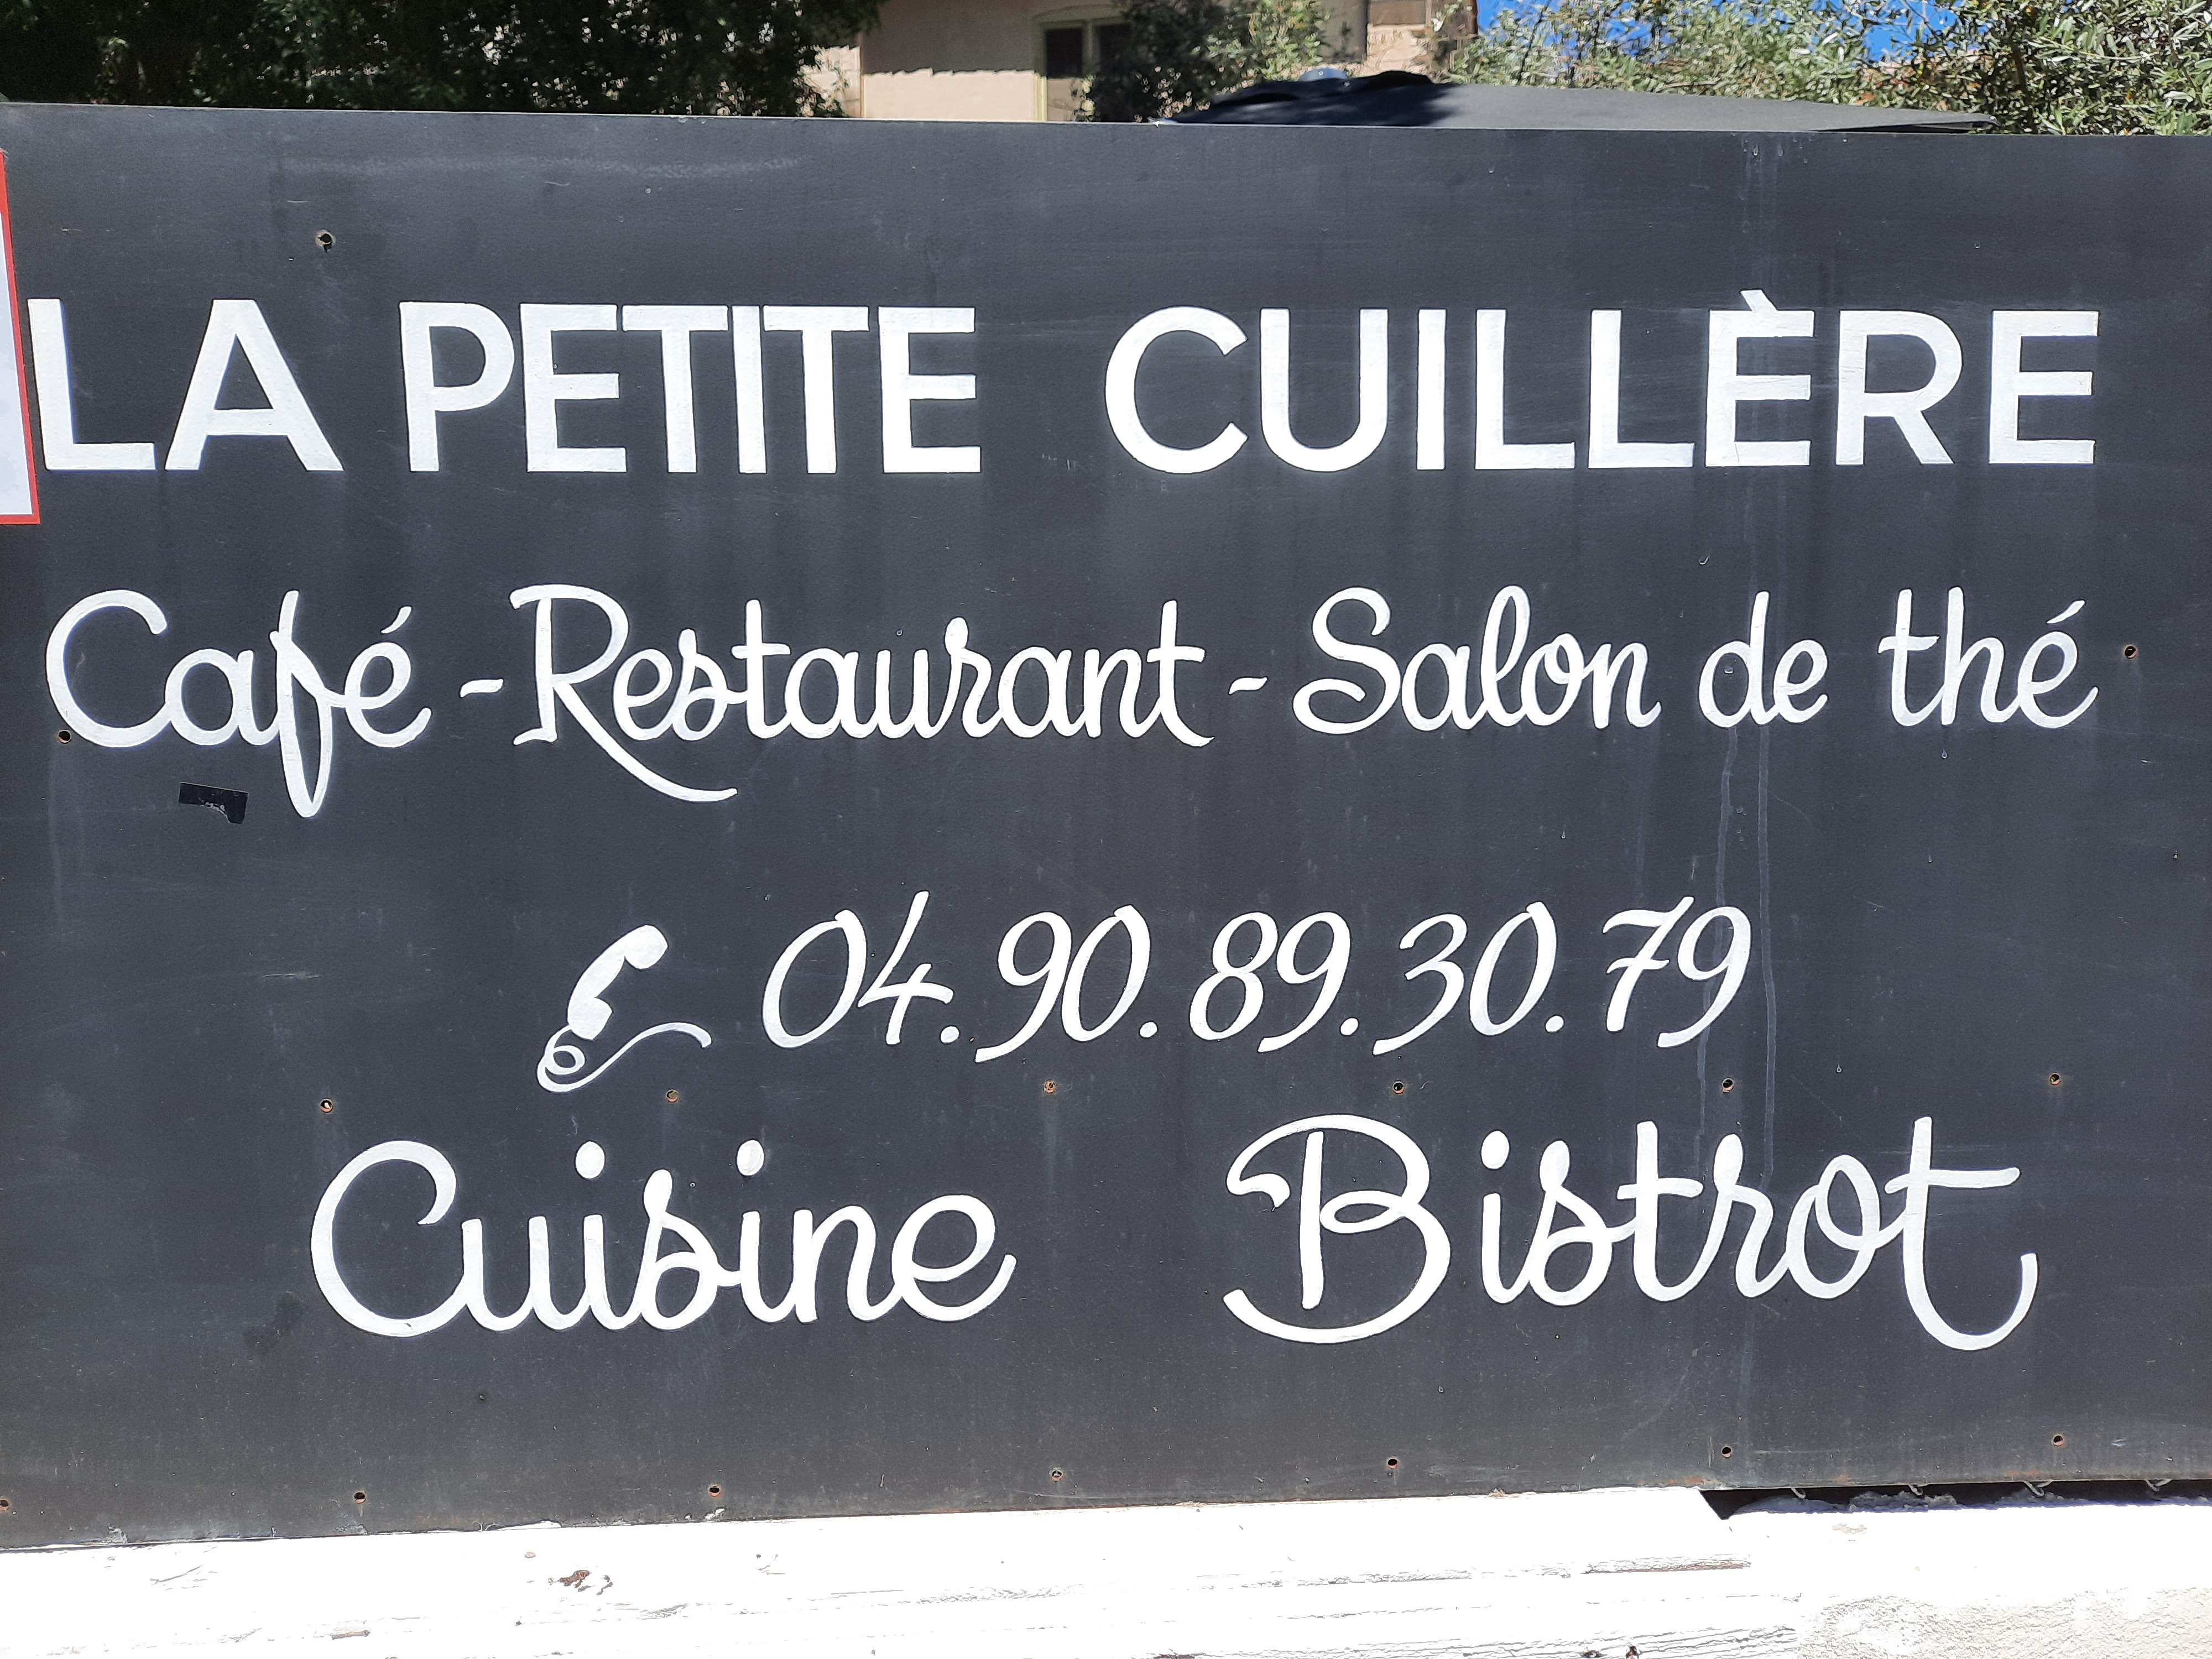 LA PETITE CUILLÈRE
Café - Restaurant - Salon de thé
04.90.89.30.79
Cuisine Bistrot